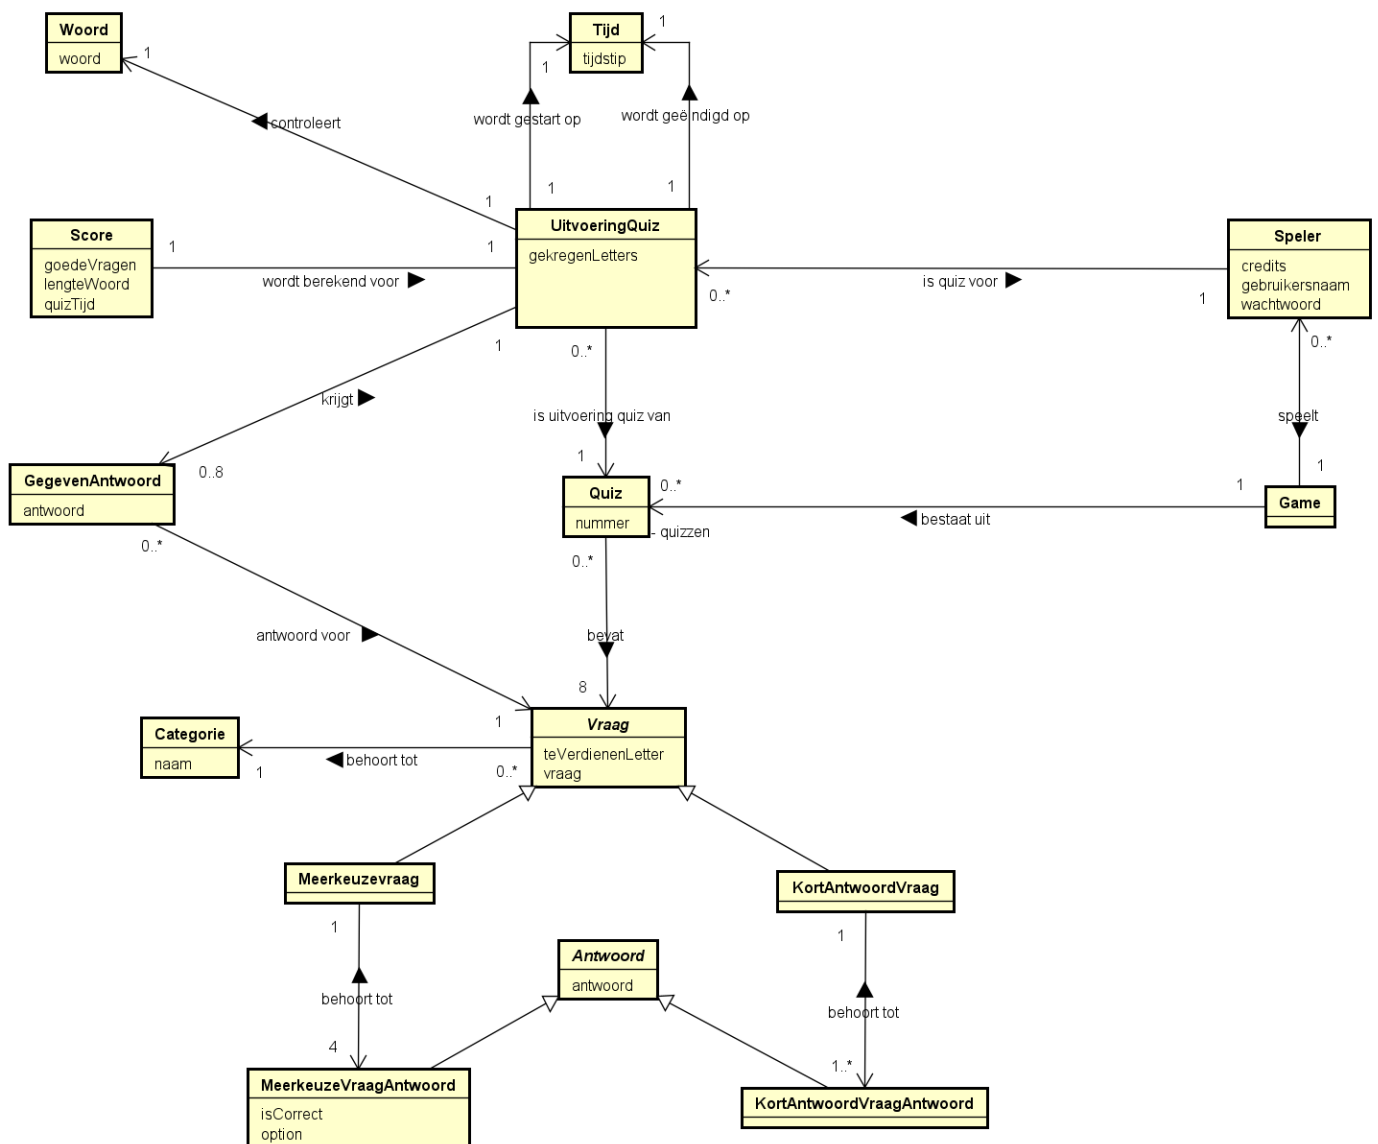 Woord
woord
1
controleert
1
Tijd
tijdstip
1
1
wordt gestart op
wordt geëindigd op
1
1
Score
goedeVragen
lengteWoord
quizTijd
1
wordt berekend voor
1
UitvoeringQuiz
gekregenLetters
0..*
is quiz voor
1
Speler
credits
gebruikersnaam
wachtwoord
0..*
speelt
1
Game
1
krijgt
0..8
0..*
is uitvoering quiz van
1
GegevenAntwoord
antwoord
0..*
Quiz
nummer
0..*
- quizzen
bestaat uit
1
0..*
bevat
8
antwoord voor
1
Categorie
naam
1
behoort tot
0..*
Vraag
teVerdienenLetter
vraag
Meerkeuzevraag
1
behoort tot
4
KortAntwoordVraag
1
behoort tot
1..*
Antwoord
antwoord
MeerkeuzeVraagAntwoord
isCorrect
option
KortAntwoordVraagAntwoord